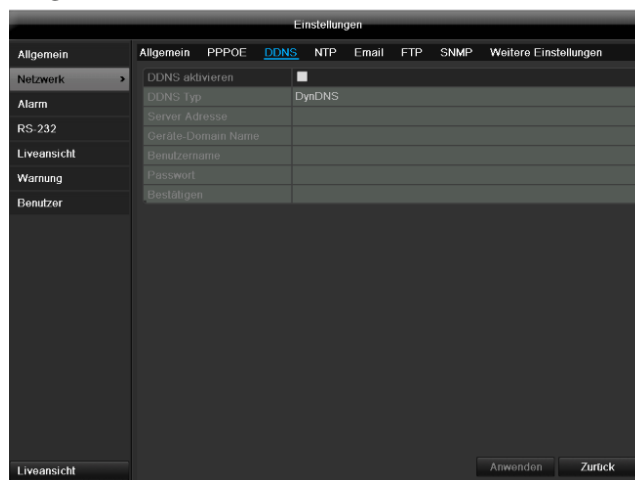 Einstellungen
Allgemein
Netzwerk >
Alarm
RS-232
Liveansicht
Warnung
Benutzer
Allgemein PPPOE DDNS NTP Email FTP SNMP Weitere Einstellungen
DDNS aktivieren
DDNS Typ DynDNS
Server Adresse
Geräte-Domain Name
Benutzername
Passwort
Bestätigen
Liveansicht
Anwenden Zurück